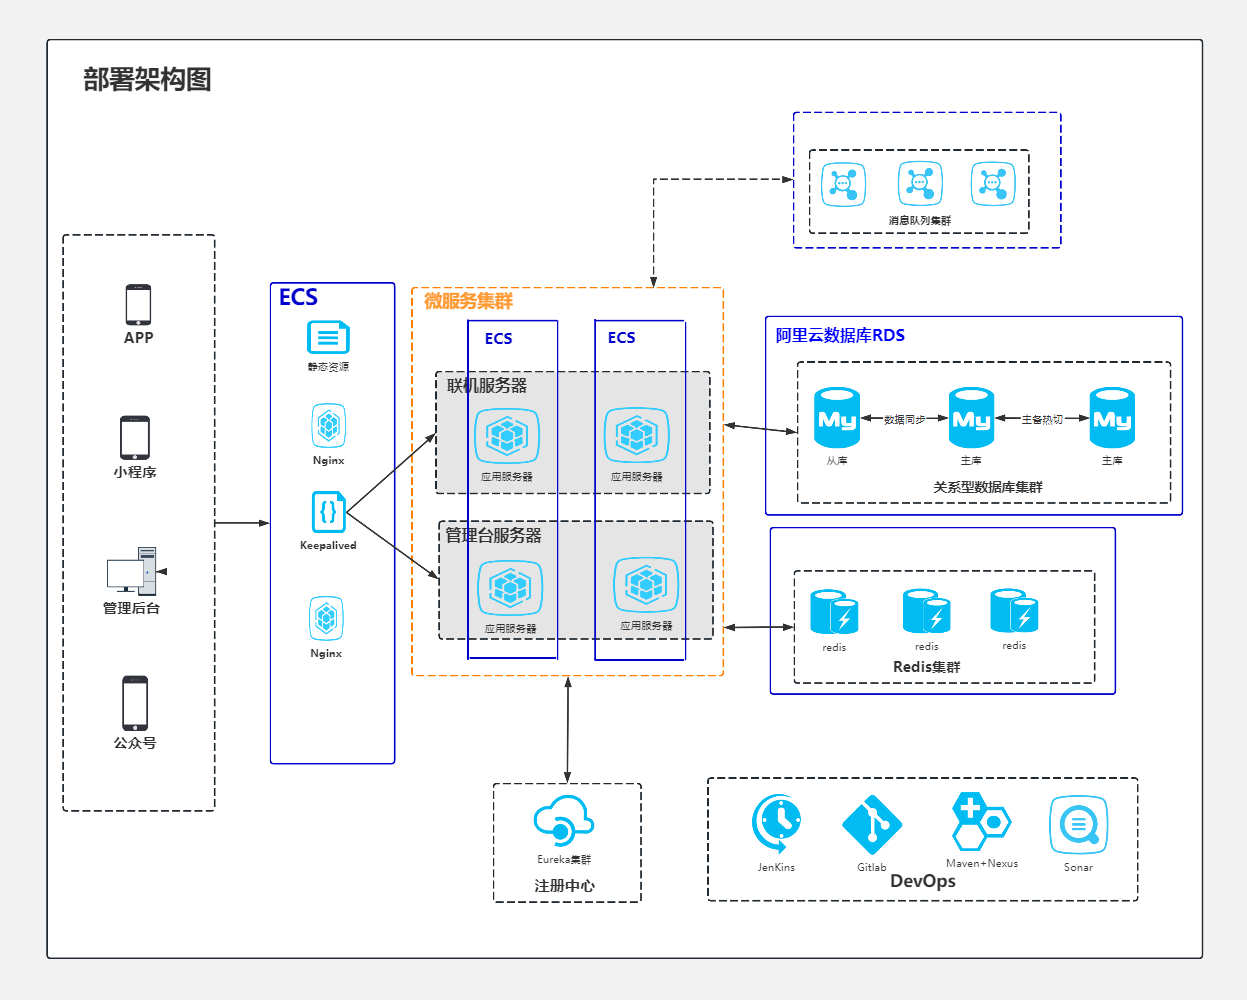 部署架构图
消息队列集群
APP
小程序
管理后台
公众号
ECS
静态资源
Nginx
Keepalived
Nginx
微服务集群
ECS
ECS
联机服务器
应用服务器
应用服务器
管理台服务器
应用服务器
应用服务器
阿里云数据库RDS
My
数据同步
My
主备热切
My
从库
主库
主库
关系型数据库集群
redis
redis
redis
Redis集群
Eureka集群
注册中心
JenKins
Gitlab
Maven+Nexus
Sonar
DevOps